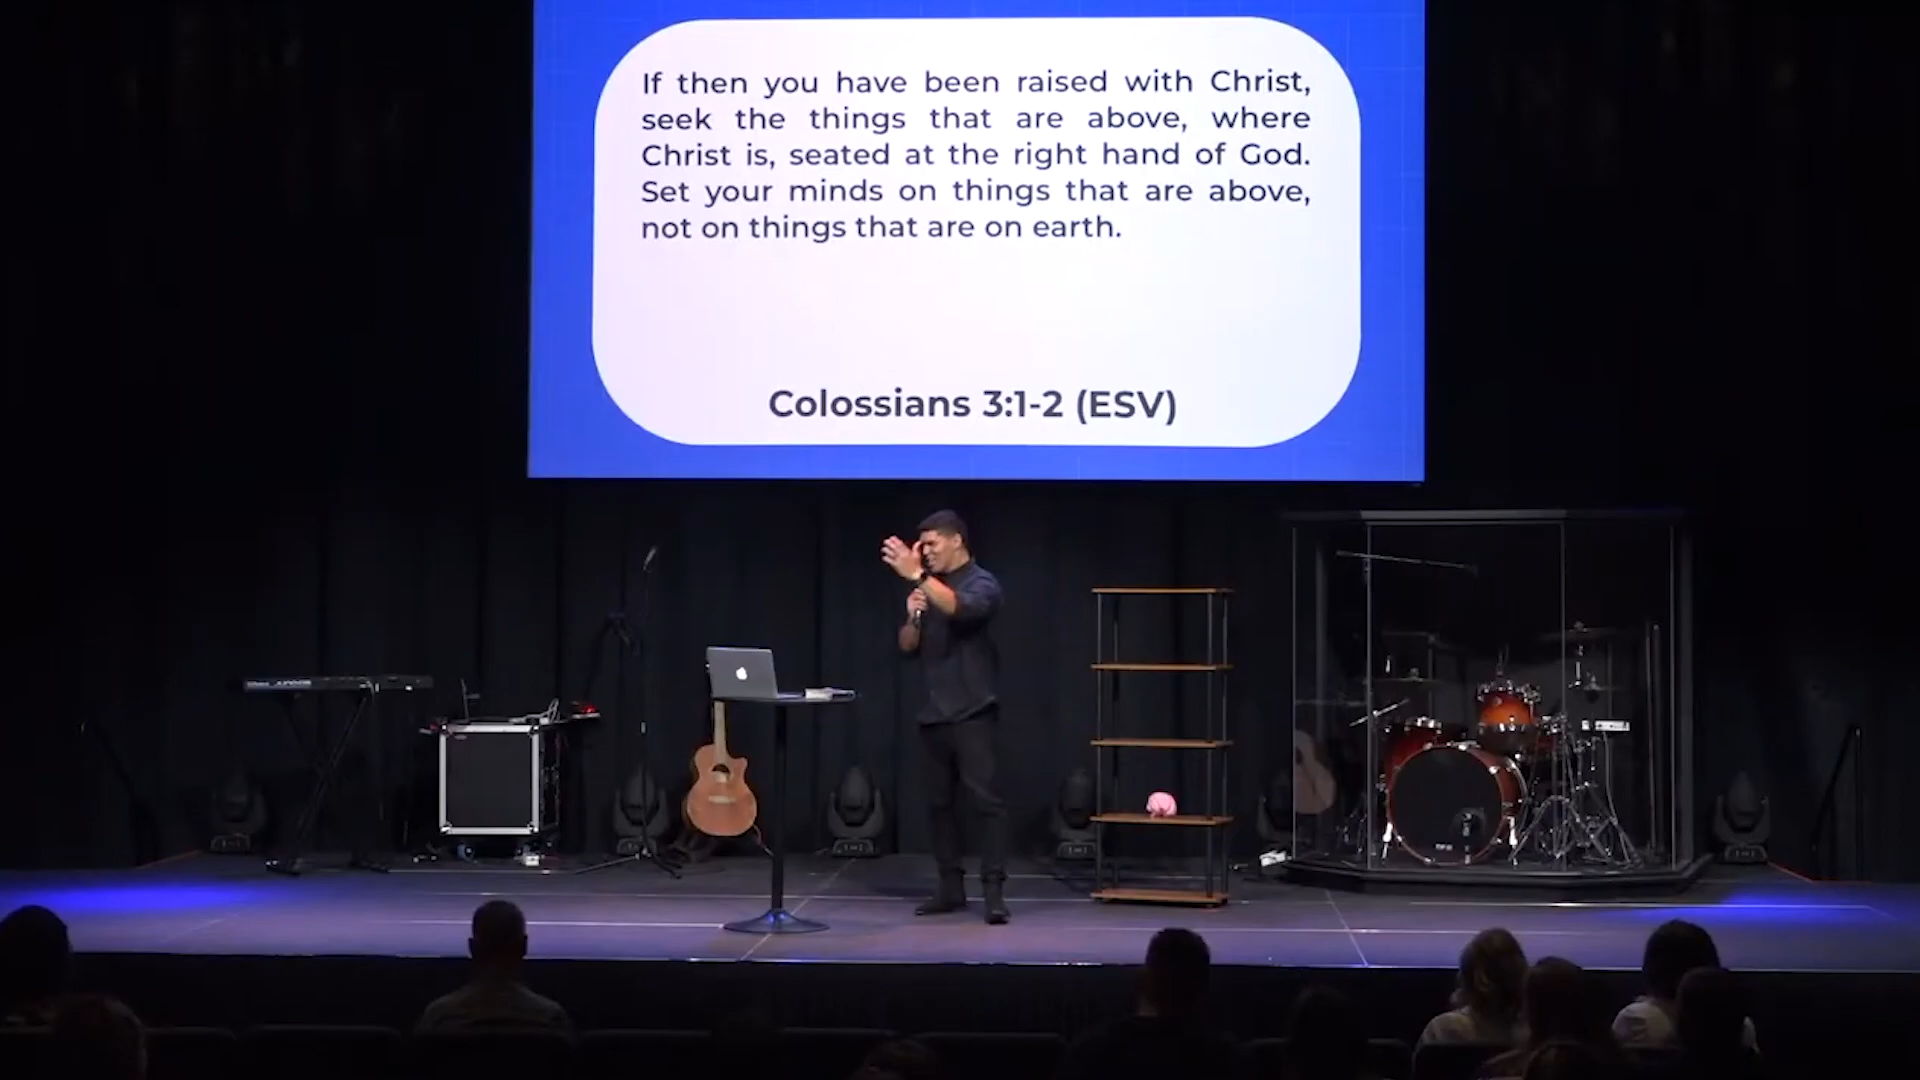 If then you have been raised with Christ,
seek the things that are above, where
Christ is, seated at the right hand of God.
Set your minds on things that are above,
not on things that are on earth.
Colossians 3:1-2 (ESV)